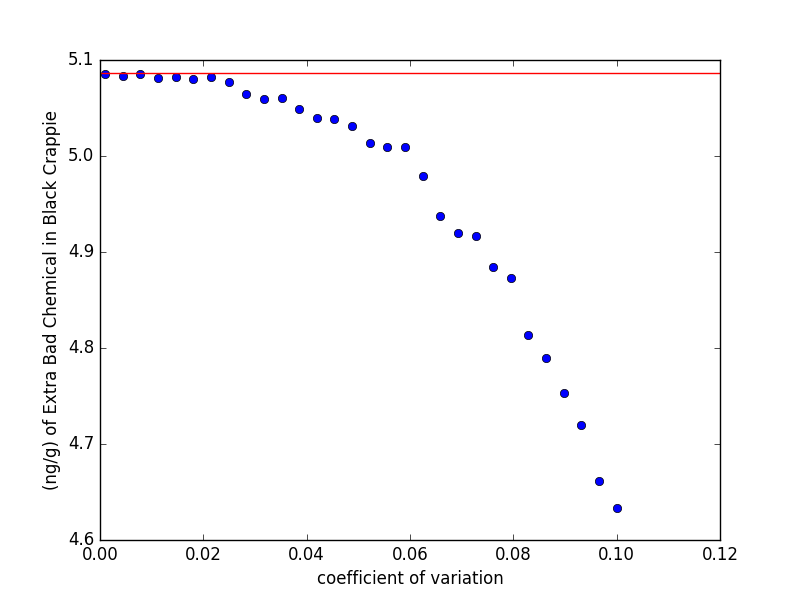 5.1
5.0
4.9
4.8
4.7
4.6
(ng/g) of Extra Bad Chemical in Black Crappie
0.00 0.02 0.04 0.06 0.08 0.10 0.12
coefficient of variation